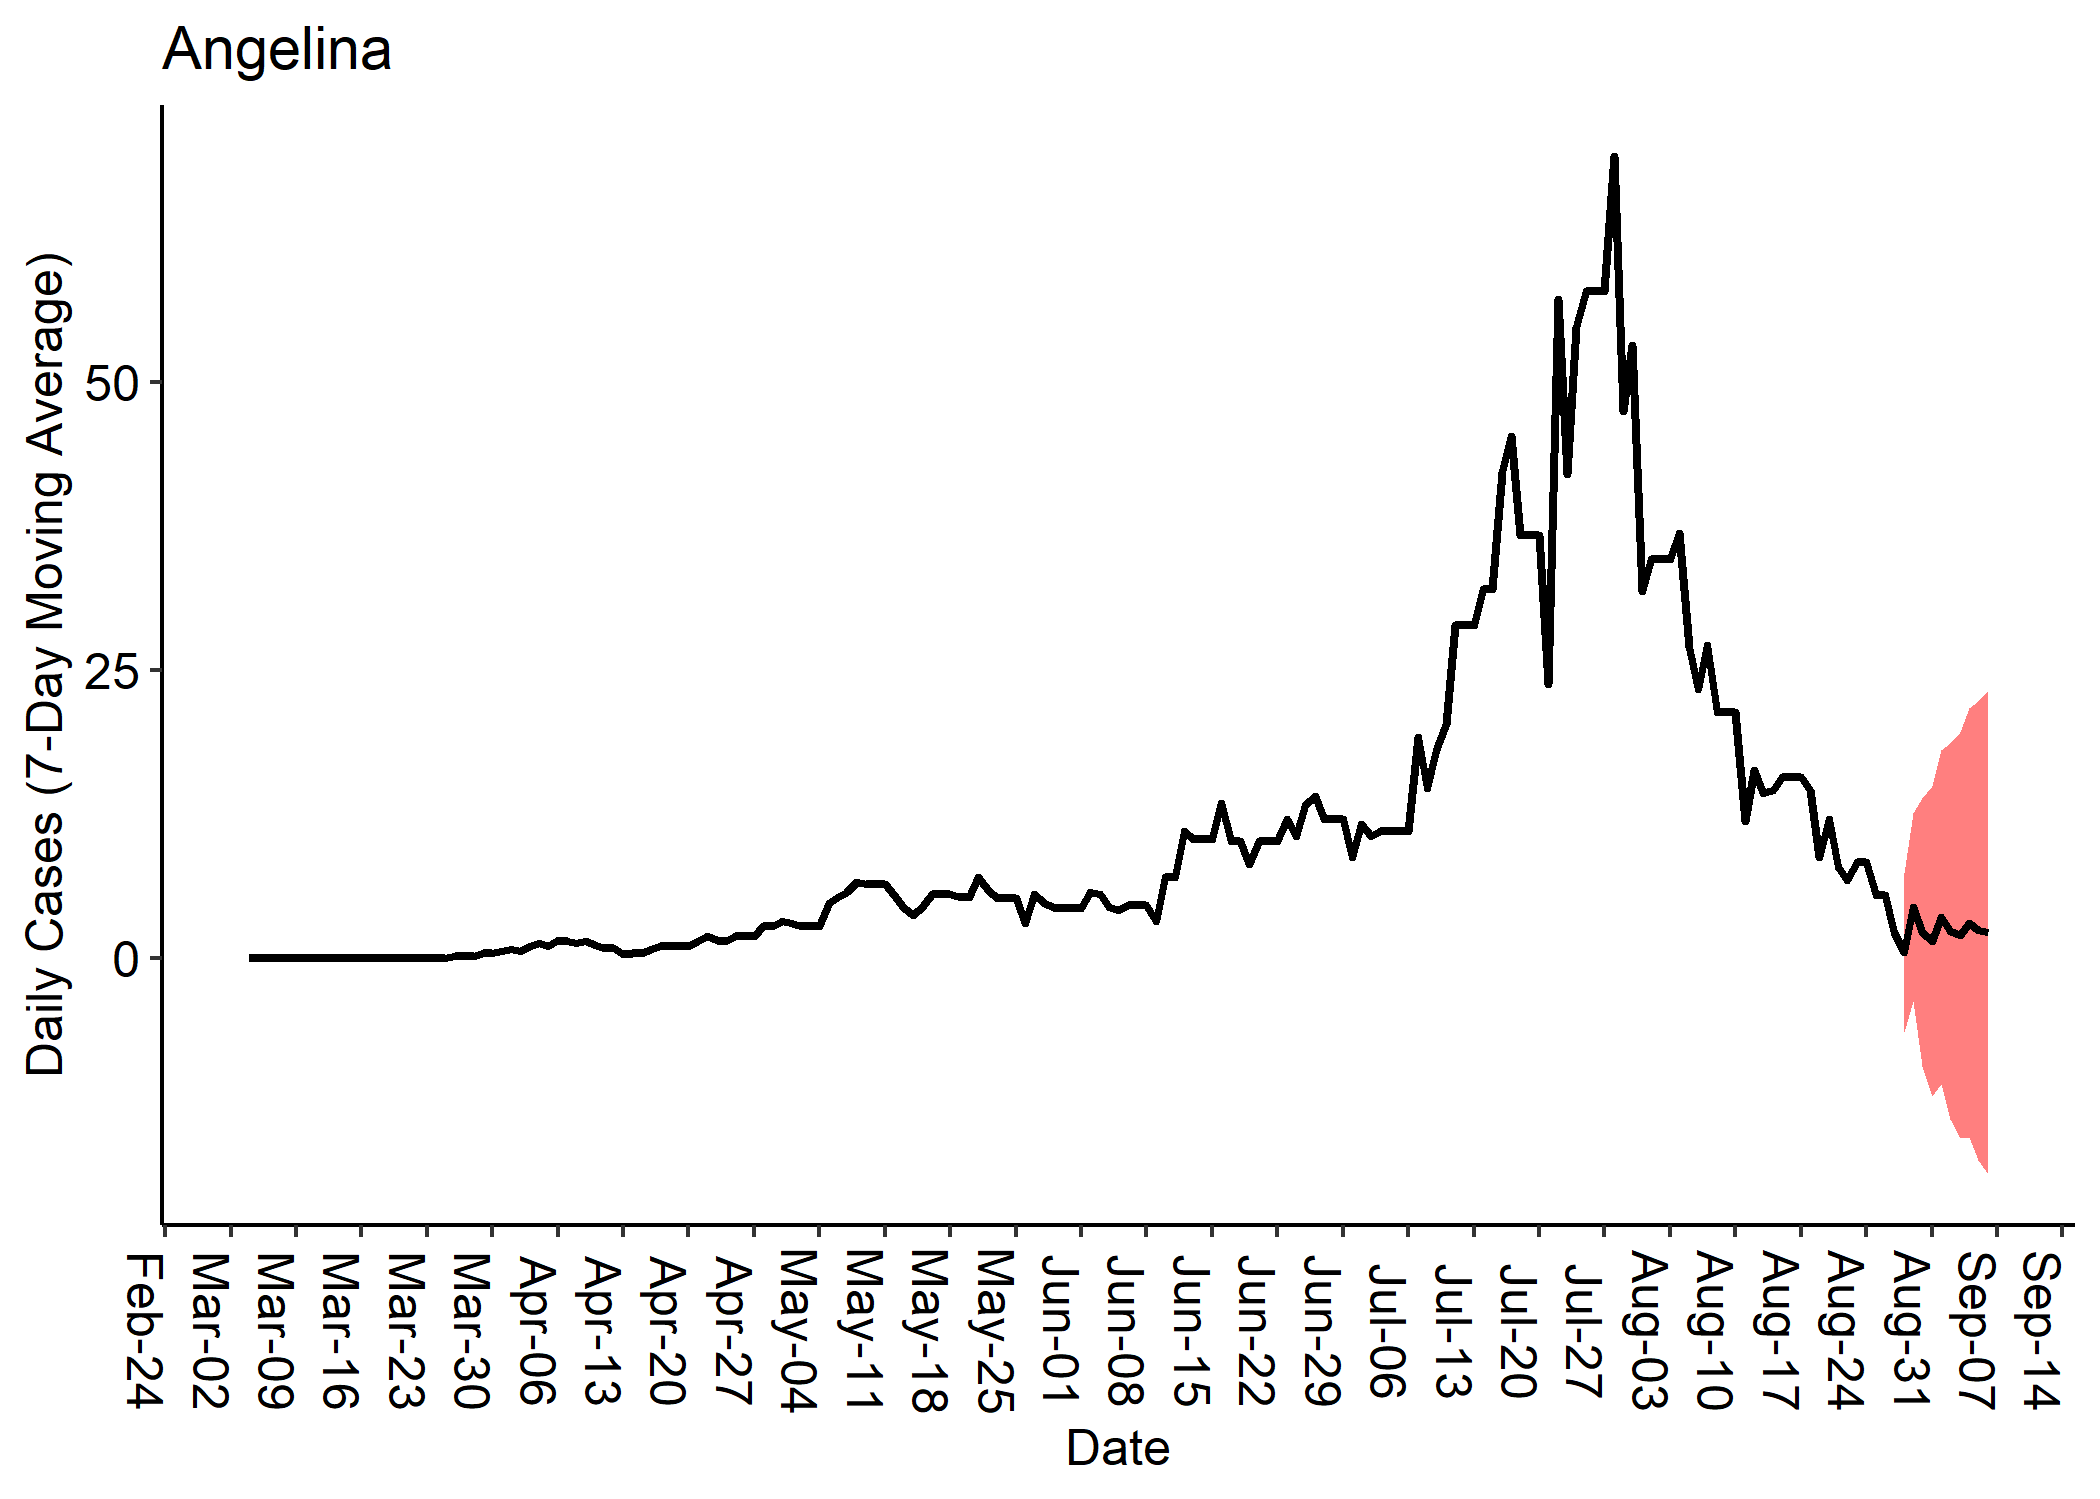 Angelina
Daily Cases (7-Day Moving Average)
50
25
0
Feb-24
Mar-02
Mar-09
Mar-16
Mar-23
Mar-30
Apr-06
Apr-13
Apr-20
Apr-27
May-04
May-11
May-18
May-25
Jun-01
Jun-08
Jun-15
Jun-22
Jun-29
Jul-06
Jul-13
Jul-20
Jul-27
Aug-03
Aug-10
Aug-17
Aug-24
Aug-31
Sep-07
Sep-14
Date